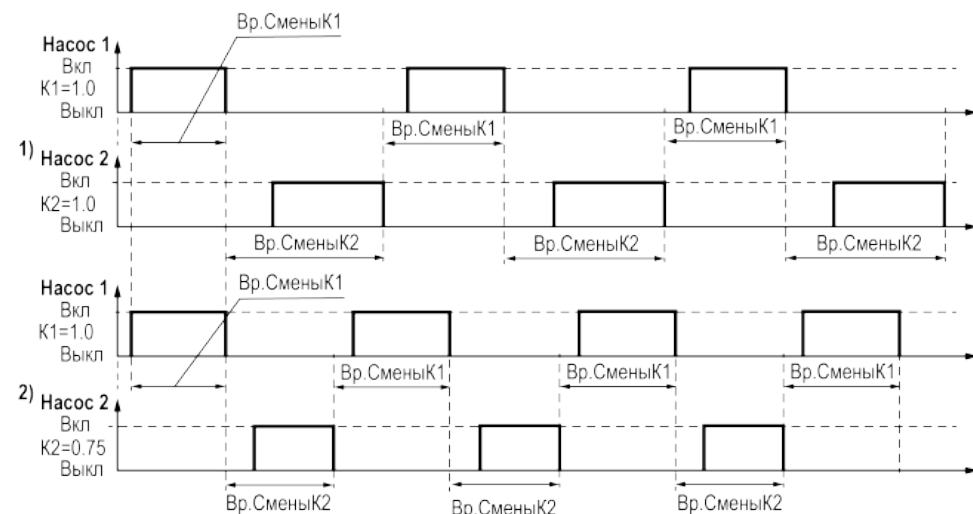 Вр.СменыК1
Насос 1
Вкл
К1=1.0
Выкл
Вр.СменыК1
Вр.СменыК1
1) Насос 2
Вкл
К2=1.0
Выкл
Вр.СменыК2
Вр.СменыК2
Вр.СменыК2
Насос 1
Вр.СменыК1
Вкл
К1=1.0
Выкл
Вр.СменыК1
Вр.СменыК1
Вр.СменыК1
2) Насос 2
Вкл
К2=0.75
Выкл
Вр.СменыК2
Вр.СменыК2
Вр.СменыК2